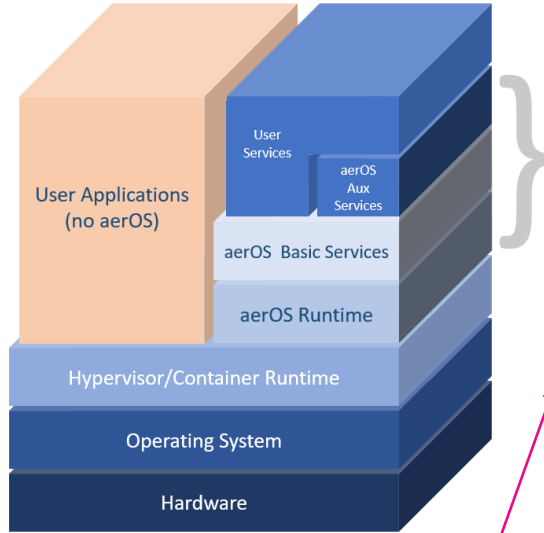 User
Services
aerOS
Aux
Services
User Applications
(no aerOS)
aerOS Basic Services
aerOS Runtime
Hypervisor/Container Runtime
Operating System
Hardware